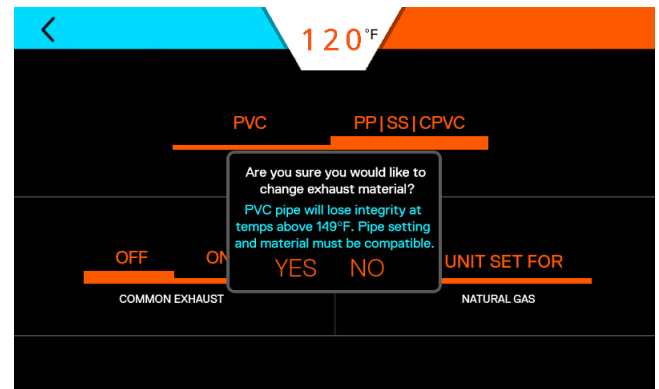 120°F
PVC PP|SS|CPVC
Are you sure you would like to
change exhaust material?
PVC pipe will lose integrity at
temps above 149°F. Pipe setting
and material must be compatible.
YES NO
OFF ON
COMMON EXHAUST
UNIT SET FOR
NATURAL GAS